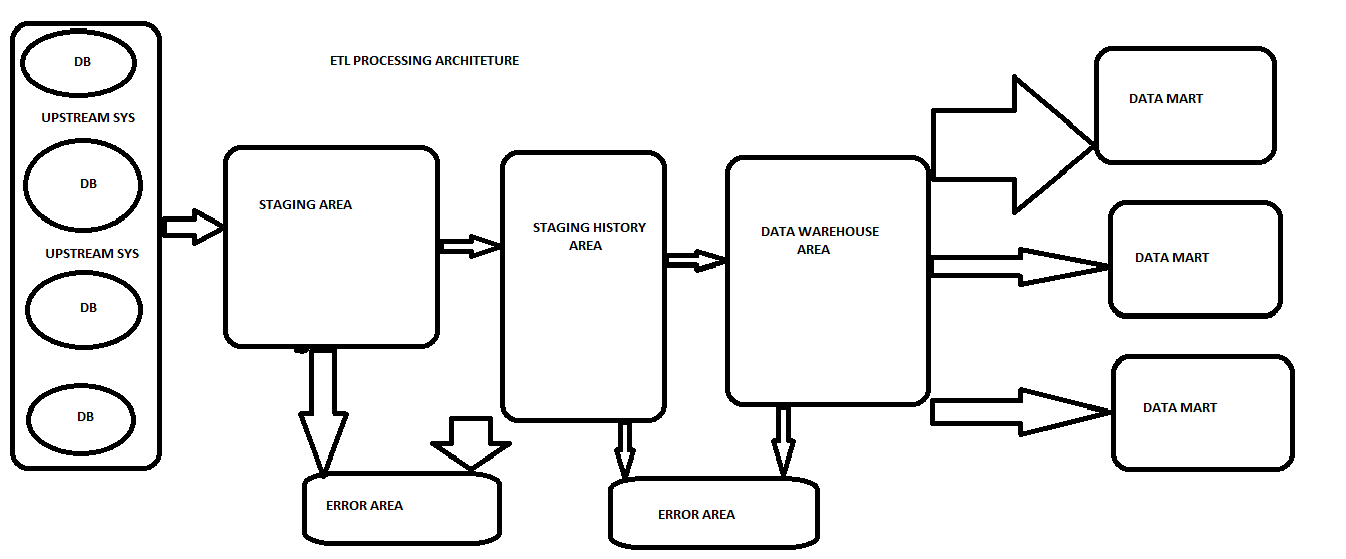 ETL PROCESSING ARCHITETURE
DB
UPSTREAM SYS
DB
UPSTREAM SYS
DB
DB
STAGING AREA
STAGING HISTORY
AREA
DATA WAREHOUSE
AREA
DATA MART
DATA MART
DATA MART
ERROR AREA
ERROR AREA